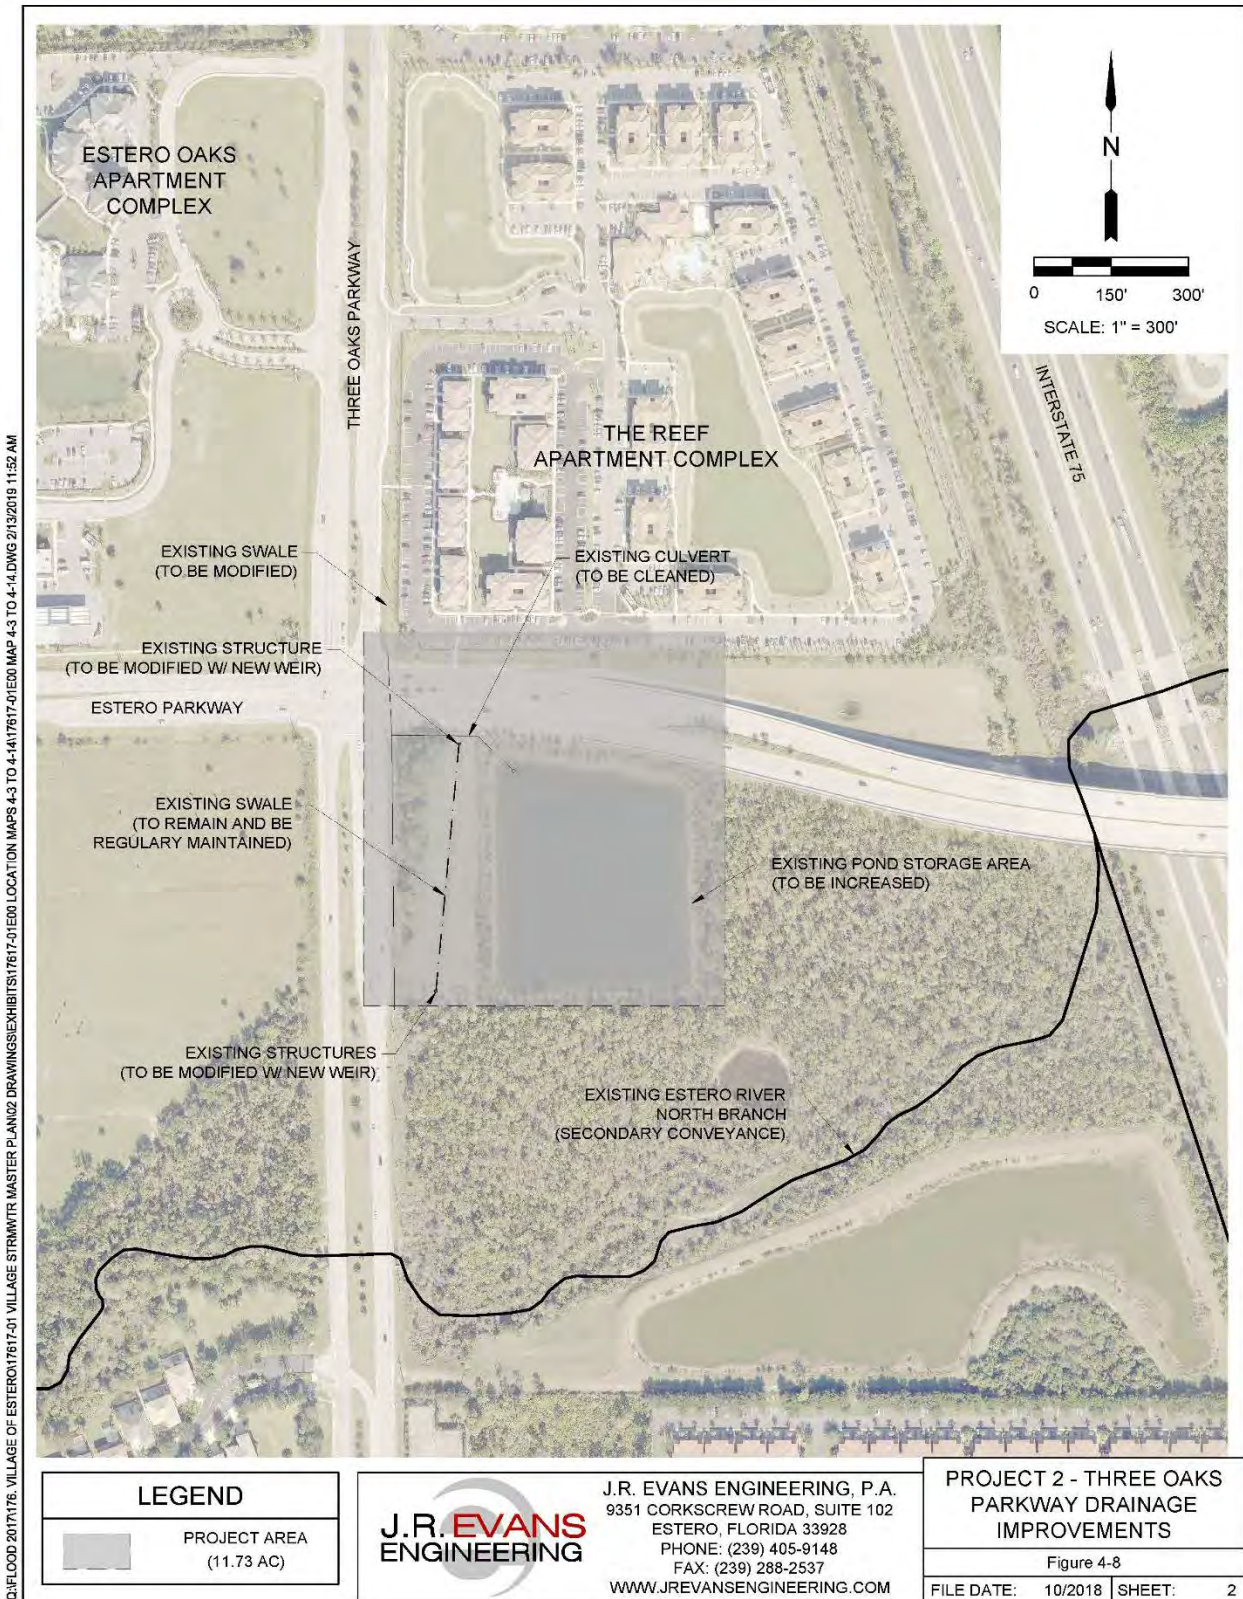 ESTERO OAKS
APARTMENT
COMPLEX
THREE OAKS PARKWAY
N
0 150' 300'
SCALE: 1" = 300'
INTERSTATE 75
THE REEF
APARTMENT COMPLEX
EXISTING SWALE
(TO BE MODIFIED)
EXISTING CULVERT
(TO BE CLEANED)
EXISTING STRUCTURE
(TO BE MODIFIED W/ NEW WEIR)
ESTERO PARKWAY
EXISTING SWALE
(TO REMAIN AND BE
REGULARY MAINTAINED)
EXISTING POND STORAGE AREA
(TO BE INCREASED)
EXISTING STRUCTURES
(TO BE MODIFIED W/ NEW WEIR)
EXISTING ESTERO RIVER
NORTH BRANCH
(SECONDARY CONVEYANCE)
Q:\FLOOD 2017\176. VILLAGE OF ESTERO\17617-01 VILLAGE STRMWTR MASTER PLAN\02 DRAWINGS\EXHIBITS\17617-01E00 LOCATION MAPS 4-3 TO 4-14\17617-01E00 MAP 4-3 TO 4-14.DWG 2/13/2019 11:52 AM
LEGEND
PROJECT AREA
(11.73 AC)
J.R. EVANS
ENGINEERING
J.R. EVANS ENGINEERING, P.A.
9351 CORKSCREW ROAD, SUITE 102
ESTERO, FLORIDA 33928
PHONE: (239) 405-9148
FAX: (239) 288-2537
WWW.JREVANSENGINEERING.COM
PROJECT 2 - THREE OAKS
PARKWAY DRAINAGE
IMPROVEMENTS
Figure 4-8
FILE DATE: 10/2018 SHEET: 2